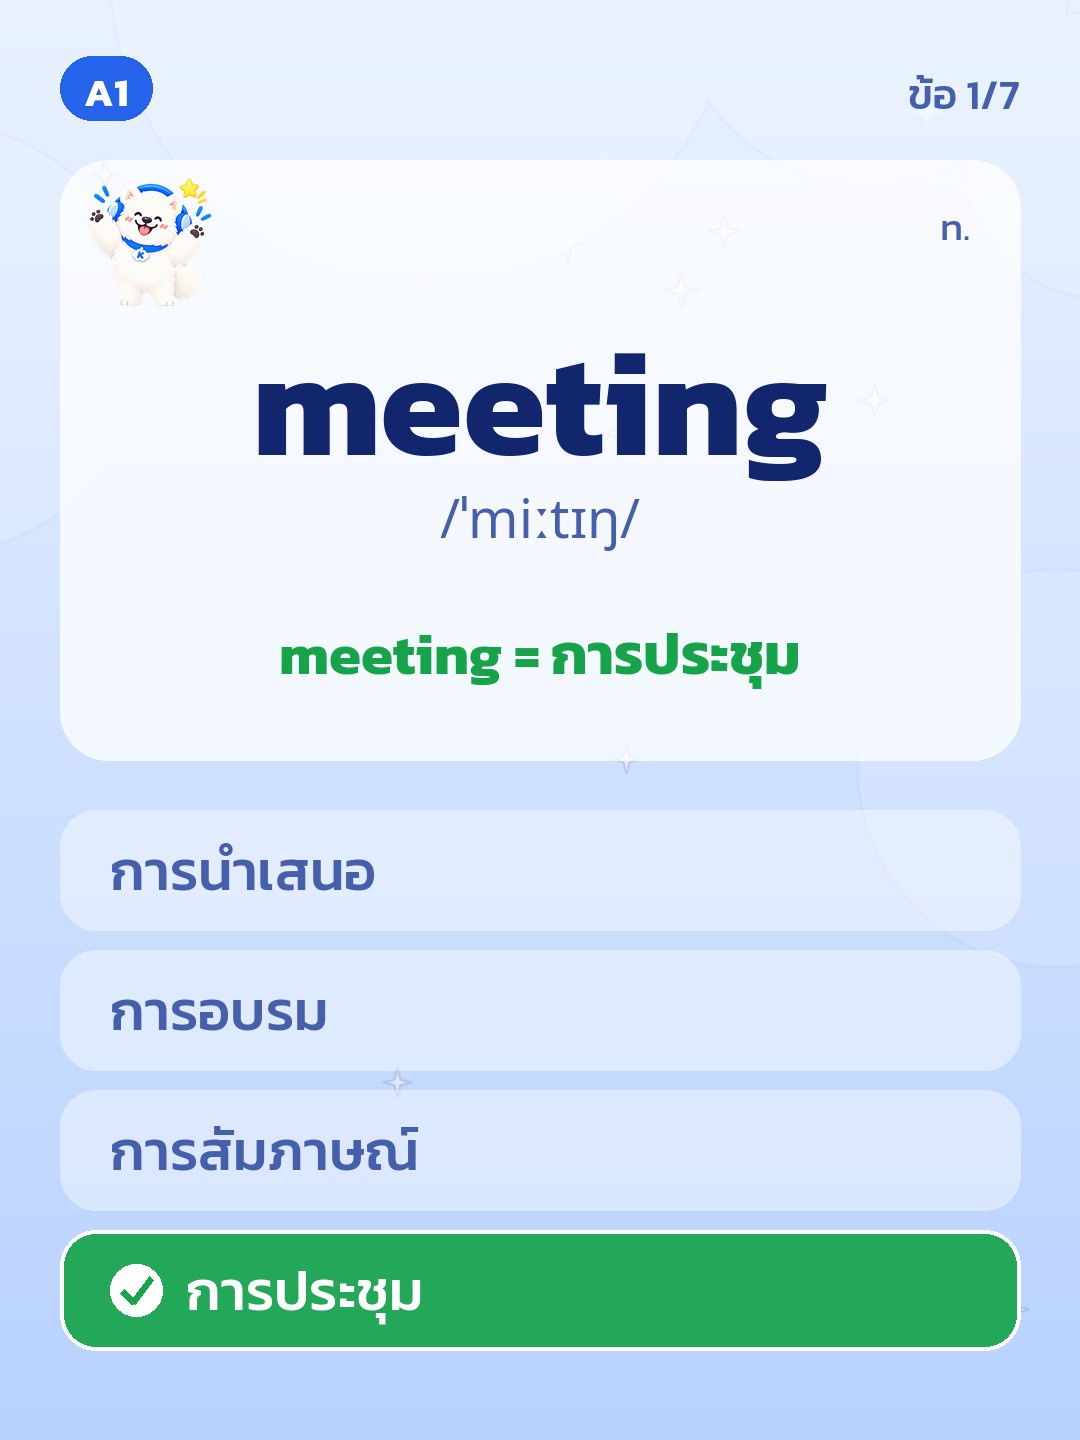 A1
ข้อ 1/7
n.
meeting
/ˈmiːtɪŋ/
meeting = การประชุม
การนำเสนอ
การอบรม
การสัมภาษณ์
การประชุม